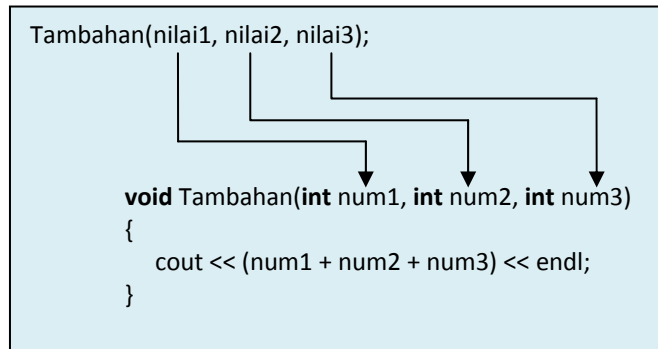 Tambahan(nilai1, nilai2, nilai3);
void Tambahan(int num1, int num2, int num3)
{
cout << (num1 + num2 + num3) << endl;
}